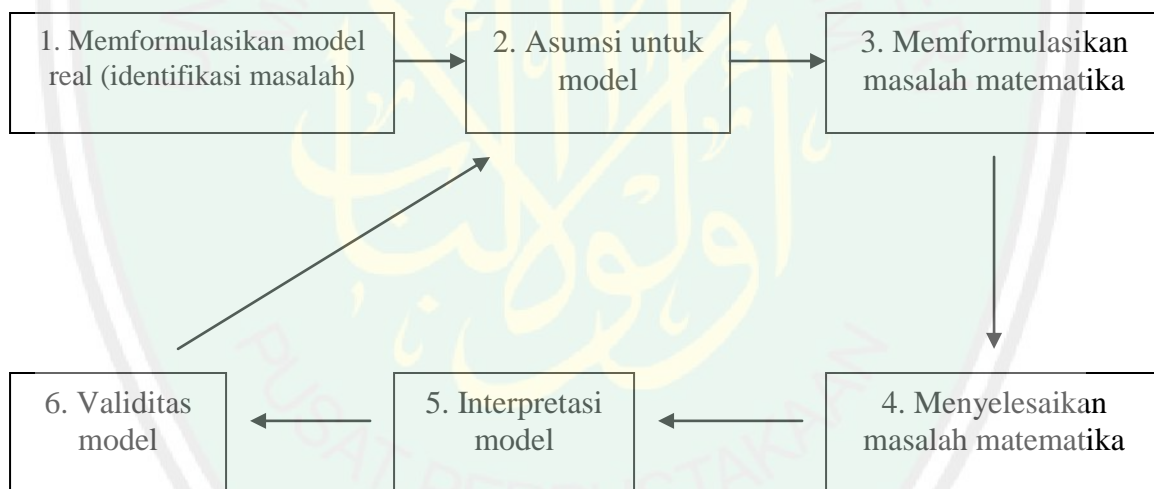 1. Memformulasikan model
real (identifikasi masalah)
2. Asumsi untuk
model
3. Memformulasikan
masalah matematika
6. Validitas
model
5. Interpretasi
model
4. Menyelesaikan
masalah matematika